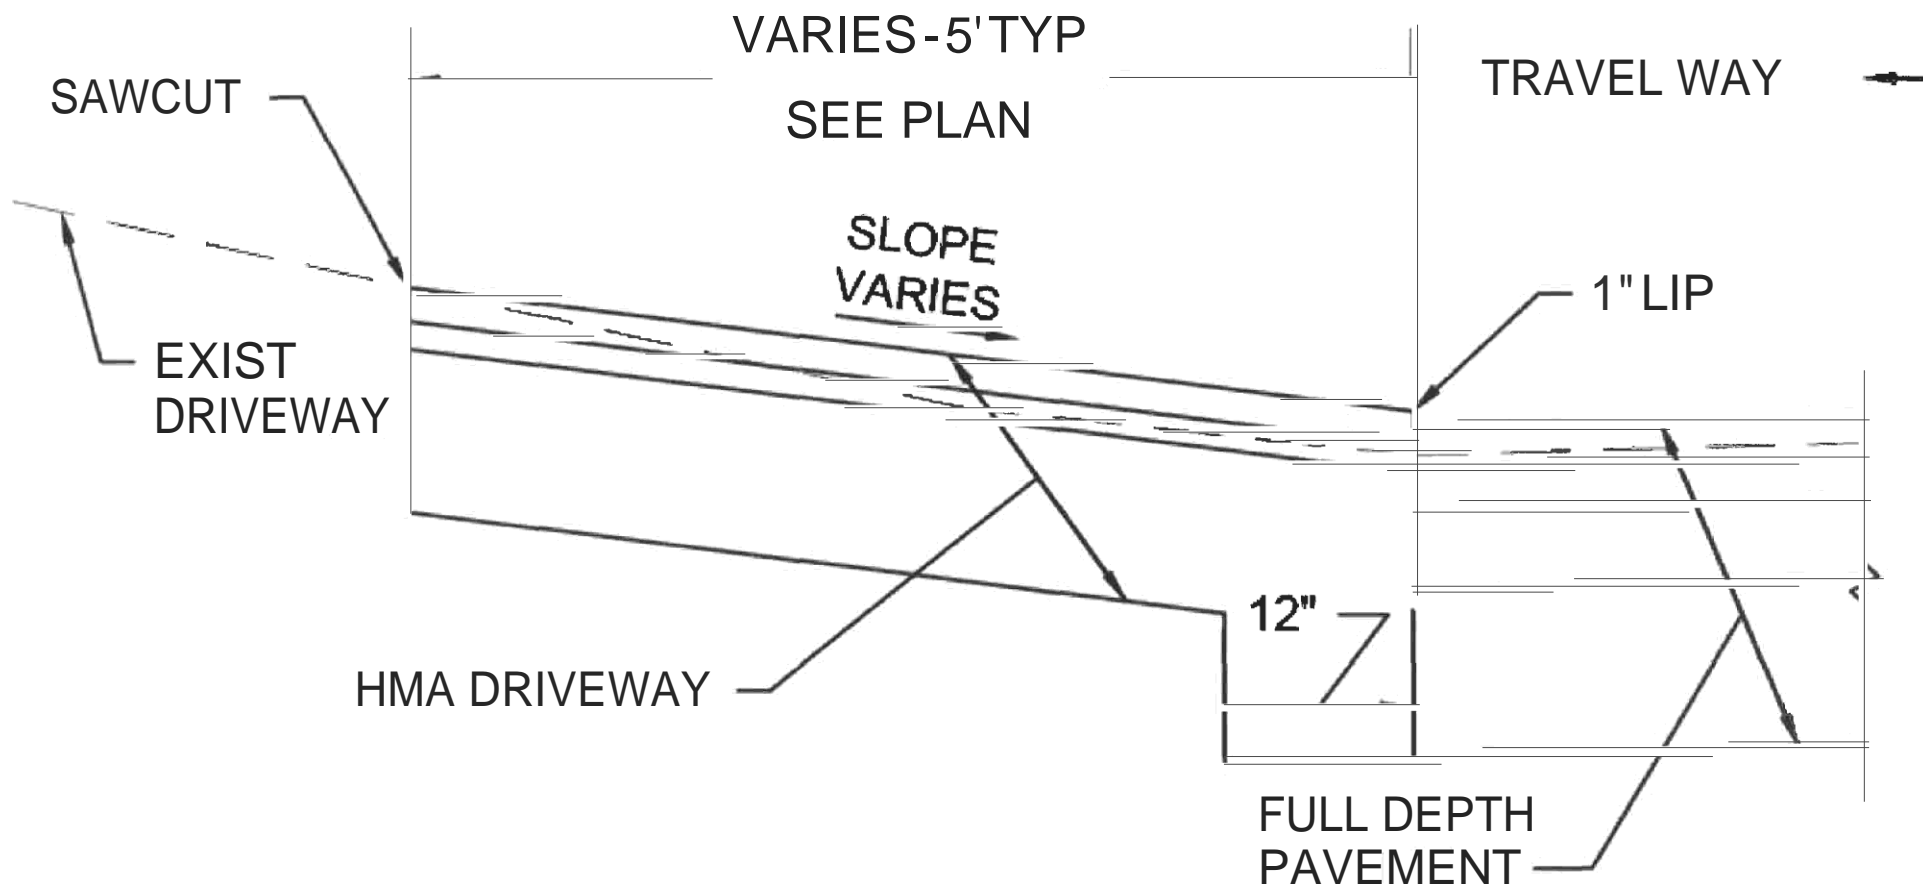 VARIES-5'TYP
SEE PLAN
TRAVEL WAY
SAWCUT
SLOPE
VARIES
1" LIP
EXIST
DRIVEWAY
12"
HMA DRIVEWAY
FULL DEPTH
PAVEMENT